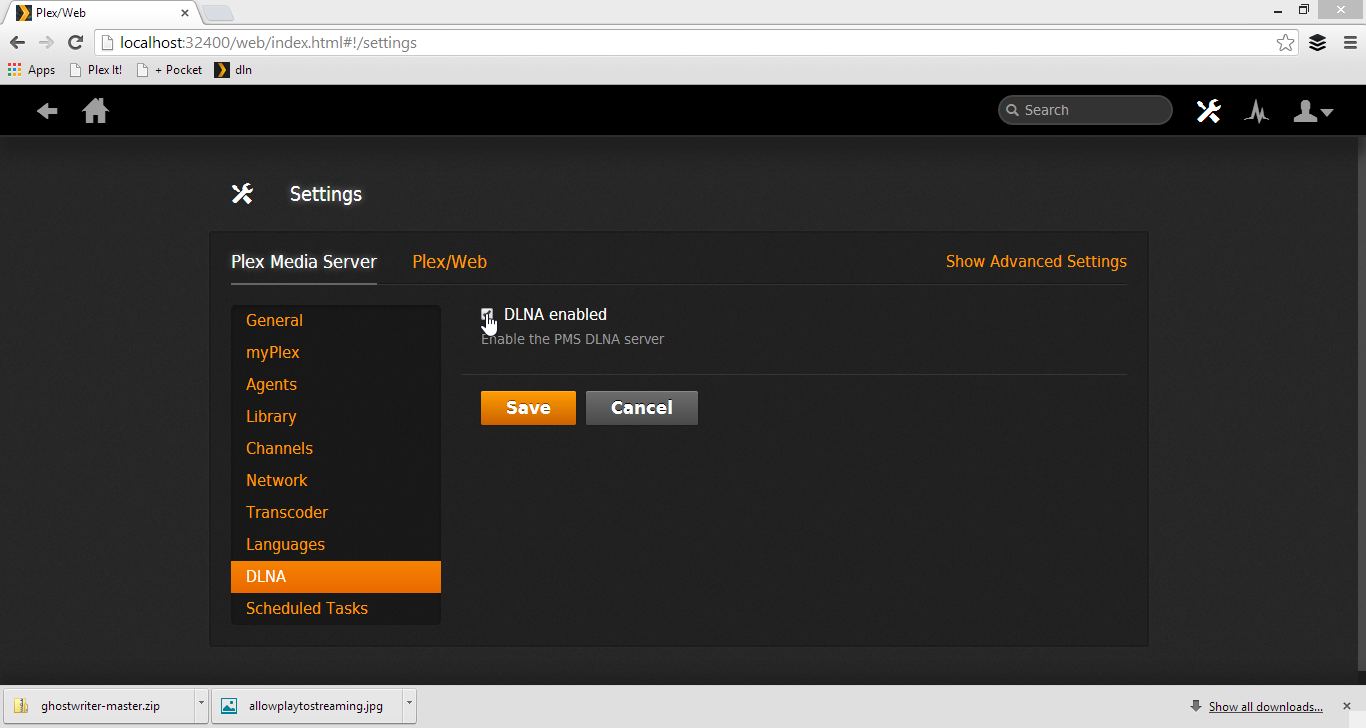 Plex/Web
localhost:32400/web/index.html#!/settings
Apps Plex It! + Pocket dln
Search
Settings
Plex Media Server Plex/Web Show Advanced Settings
General
myPlex
Agents
Library
Channels
Network
Transcoder
Languages
DLNA
Scheduled Tasks
DLNA enabled
Enable the PMS DLNA server
Save Cancel
ghostwriter-master.zip allowplaytostreaming.jpg Show all downloads...